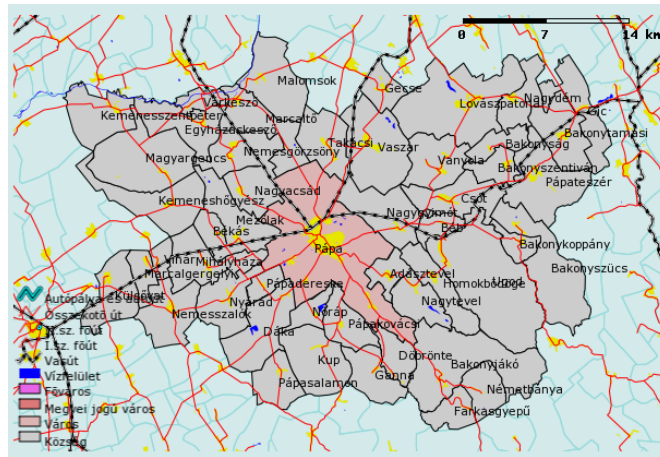 0 7 14 km
Malomsok
Gecse
Várkesző
Lovászpatona
Nagydém
Gic
Kemenesszentpéter
Marcaltő
Egyházaskesző
Takácsi
Bakonytamási
Bakonyság
Nemesgörzsöny
Vaszar
Magyargencs
Vanyola
Bakonyszentiván
Pápateszér
Nagyacsád
Kemeneshőgyész
Csót
Mezőlak
Nagygyimót
Békás
Béb
Pápa
Bakonykoppány
Mihályháza
Vinár
Adásztevel
Bakonyszücs
Marcalgergelyi
Ugod
Pápadereske
Homokbödöge
Külsővat
Nyárád
Nagytevel
Nemesszalók
Nóráp
Pápakovácsi
Dáka
Döbrönte
Kup
Bakonyjákó
Ganna
Pápasalamon
Németbánya
Farkasgyepű
Autópálya és autóút
Összekötő út
II.sz. főút
I.sz. főút
Vasút
Vízfelület
Főváros
Megyei jogú város
Város
Község